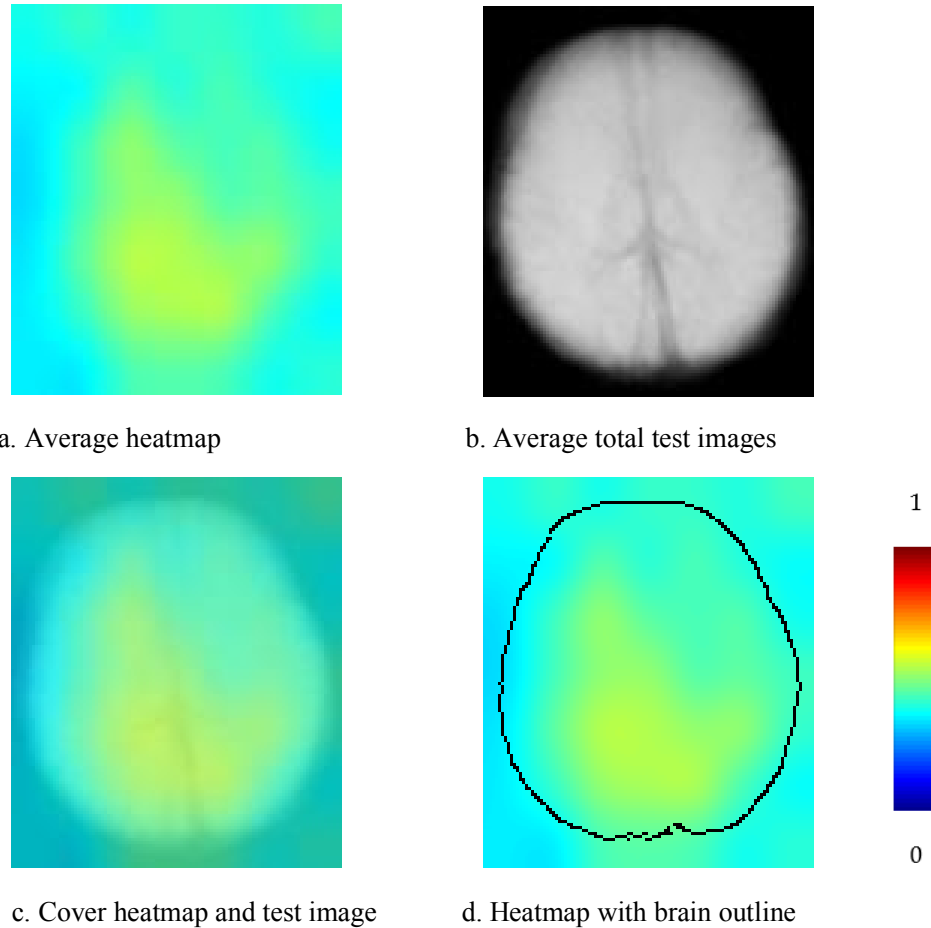 a. Average heatmap
b. Average total test images
1
0
c. Cover heatmap and test image
d. Heatmap with brain outline